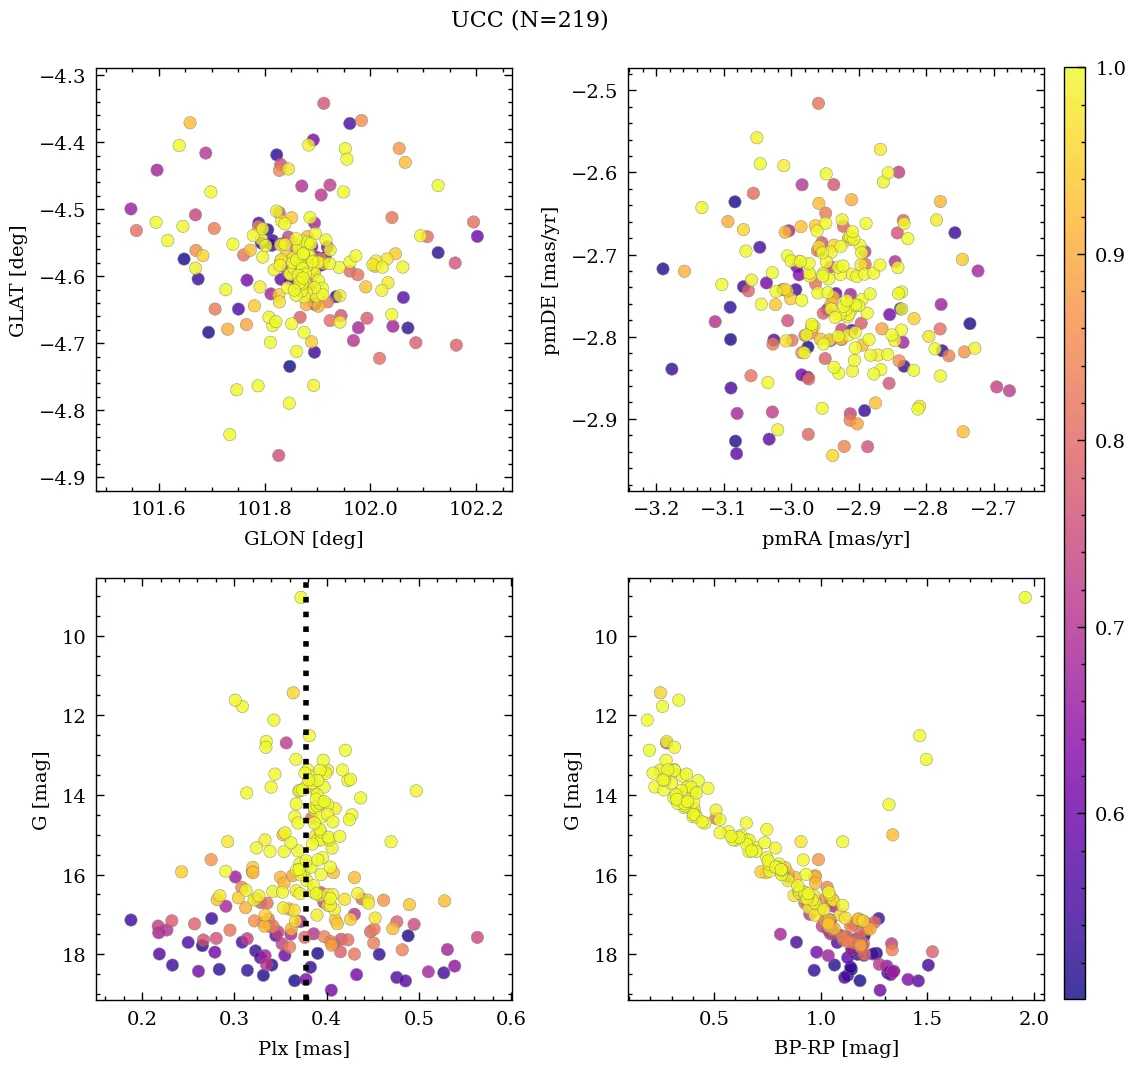 UCC (N=219)
−4.3
−4.4
−4.5
−4.6
−4.7
−4.8
−4.9
GLAT [deg]
101.6 101.8 102.0 102.2
GLON [deg]
−2.5
−2.6
−2.7
−2.8
−2.9
pmDE [mas/yr]
−3.2 −3.1 −3.0 −2.9 −2.8 −2.7
pmRA [mas/yr]
10
12
14
16
18
G [mag]
0.2 0.3 0.4 0.5 0.6
Plx [mas]
10
12
14
16
18
G [mag]
0.5 1.0 1.5 2.0
BP-RP [mag]
1.0
0.9
0.8
0.7
0.6